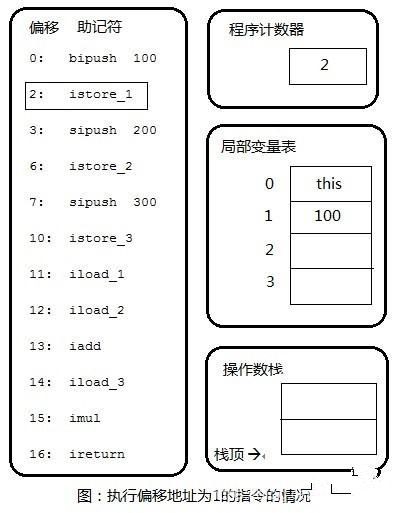 偏移 助记符
0: bipush 100
2: istore_1
3: sipush 200
6: istore_2
7: sipush 300
10: istore_3
11: iload_1
12: iload_2
13: iadd
14: iload_3
15: imul
16: ireturn
程序计数器
2
局部变量表
0 this
1 100
2
3
操作数栈
栈顶→
图：执行偏移地址为1的指令的情况